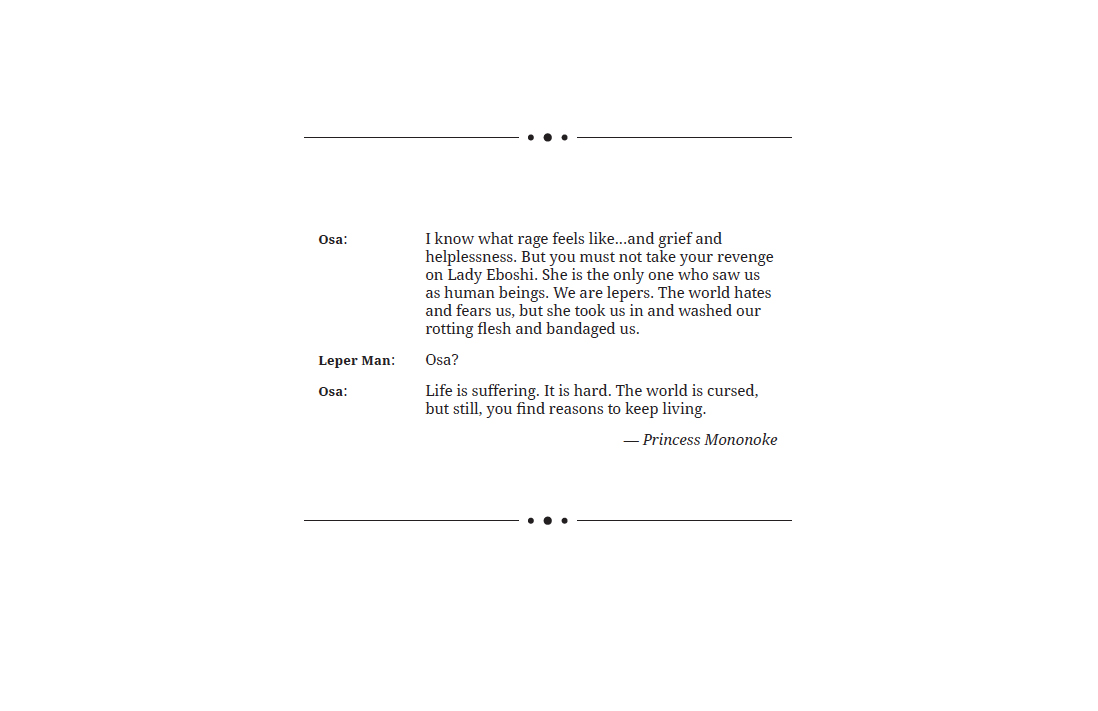 Osa: I know what rage feels like...and grief and
helplessness. But you must not take your revenge
on Lady Eboshi. She is the only one who saw us
as human beings. We are lepers. The world hates
and fears us, but she took us in and washed our
rotting flesh and bandaged us.
Leper Man: Osa?
Osa: Life is suffering. It is hard. The world is cursed,
but still, you find reasons to keep living.
— Princess Mononoke